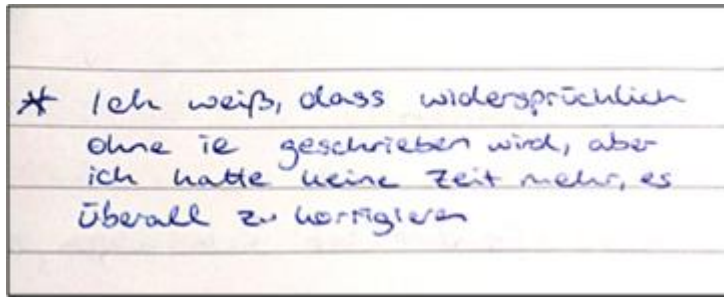 * Ich weiß, dass widersprüchlich
ohne ie geschrieben wird, aber
ich hatte keine Zeit mehr, es
überall zu korrigieren